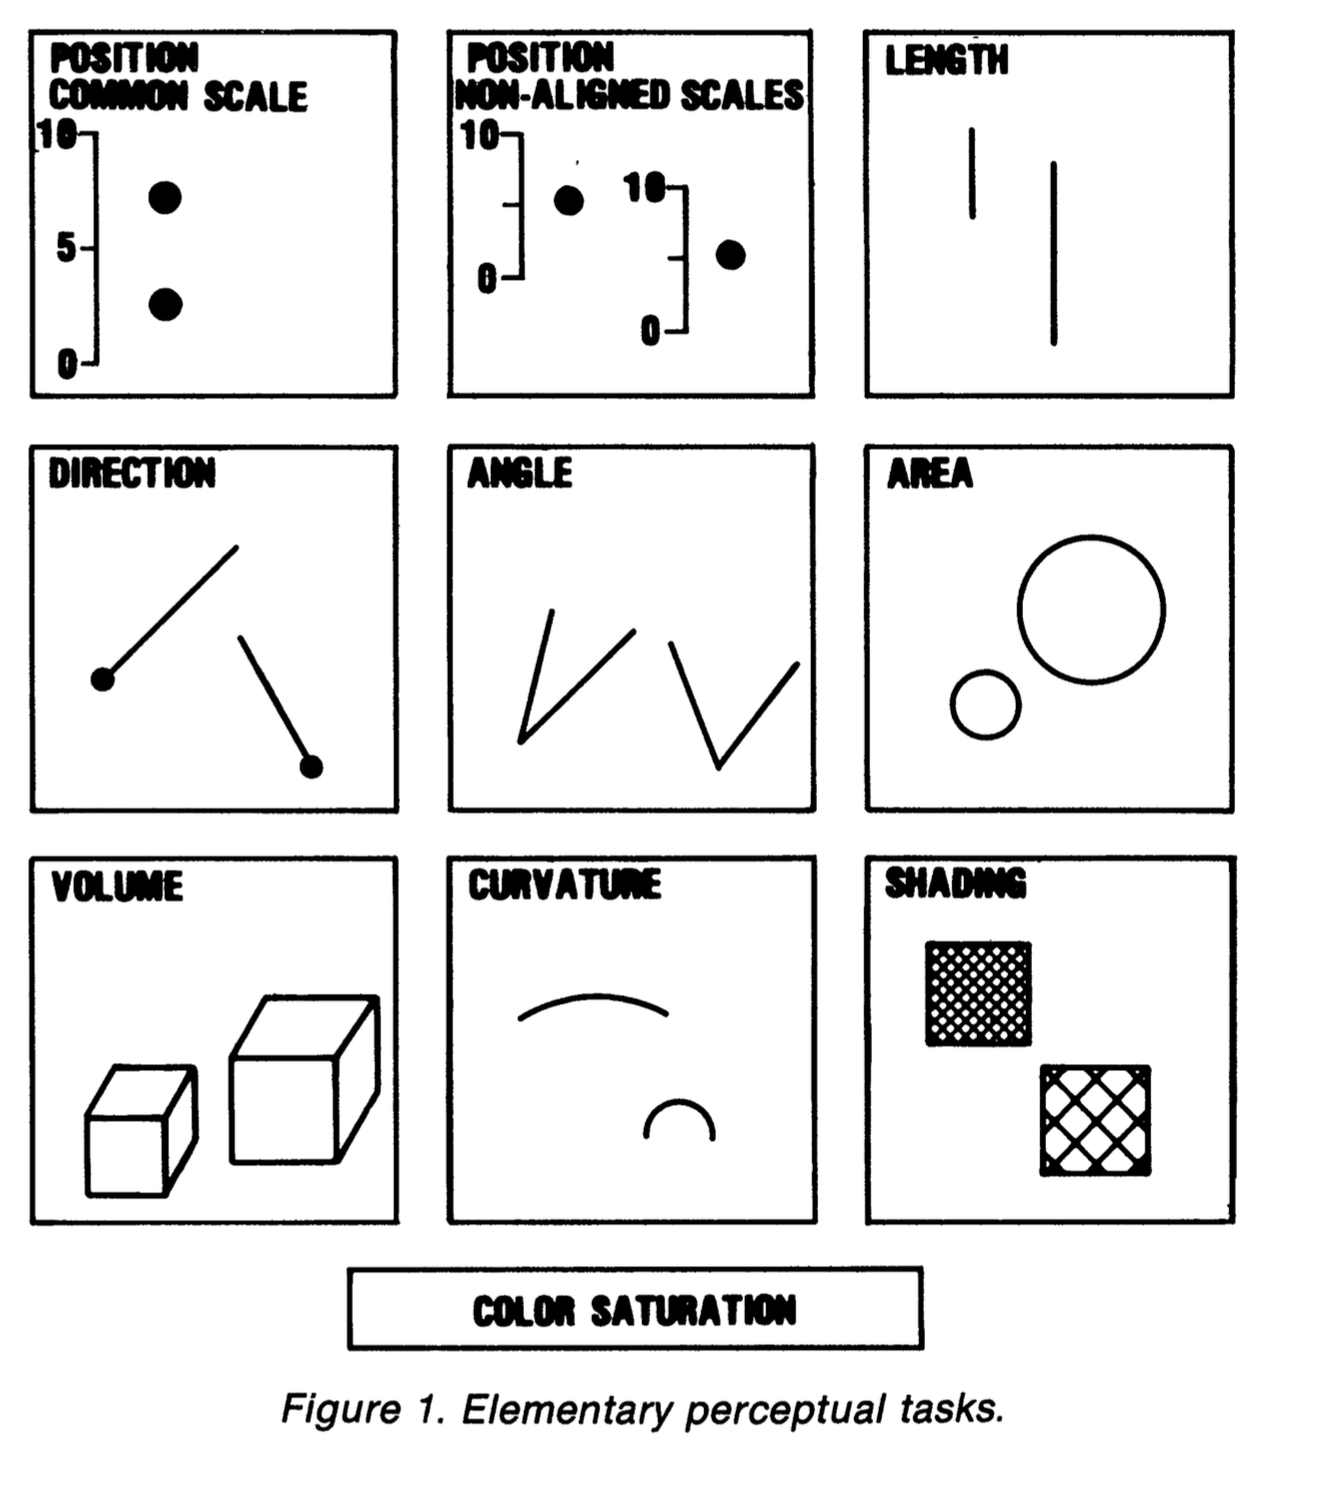 POSITION
COMMON SCALE
10
5
0
POSITION
NON-ALIGNED SCALES
10
0
10
0
LENGTH
DIRECTION
ANGLE
AREA
VOLUME
CURVATURE
SHADING
COLOR SATURATION
Figure 1. Elementary perceptual tasks.